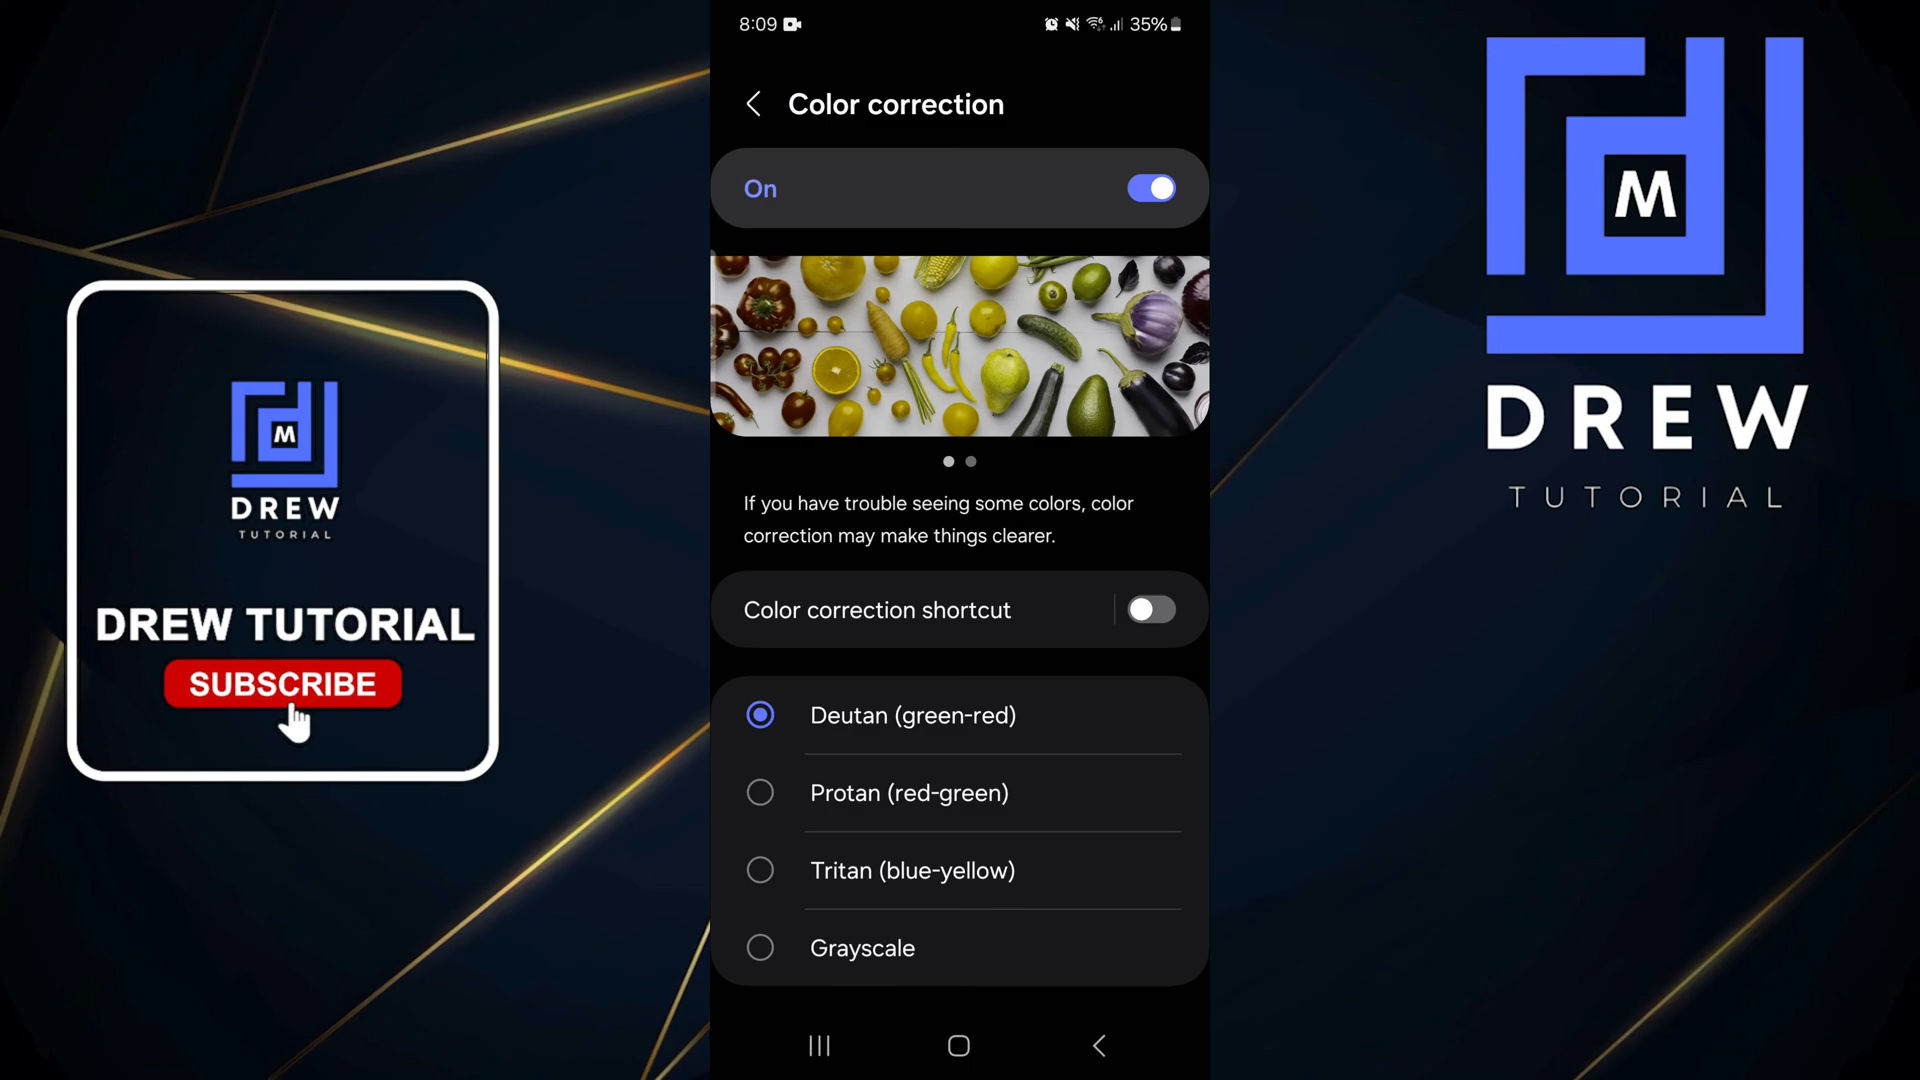 8:09
35%
Color correction
On
If you have trouble seeing some colors, color
correction may make things clearer.
Color correction shortcut
Deutan (green-red)
Protan (red-green)
Tritan (blue-yellow)
Grayscale
M
DREW
TUTORIAL
DREW TUTORIAL
SUBSCRIBE
M
DREW
TUTORIAL